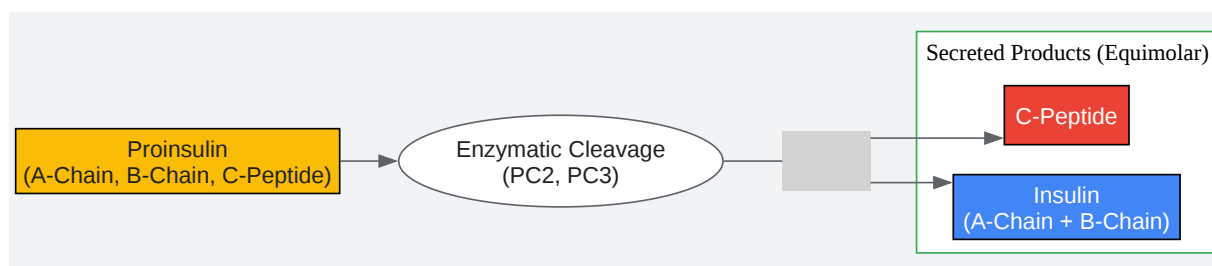 Proinsulin
(A-Chain, B-Chain, C-Peptide)
Enzymatic Cleavage
(PC2, PC3)
Secreted Products (Equimolar)
C-Peptide
Insulin
(A-Chain + B-Chain)